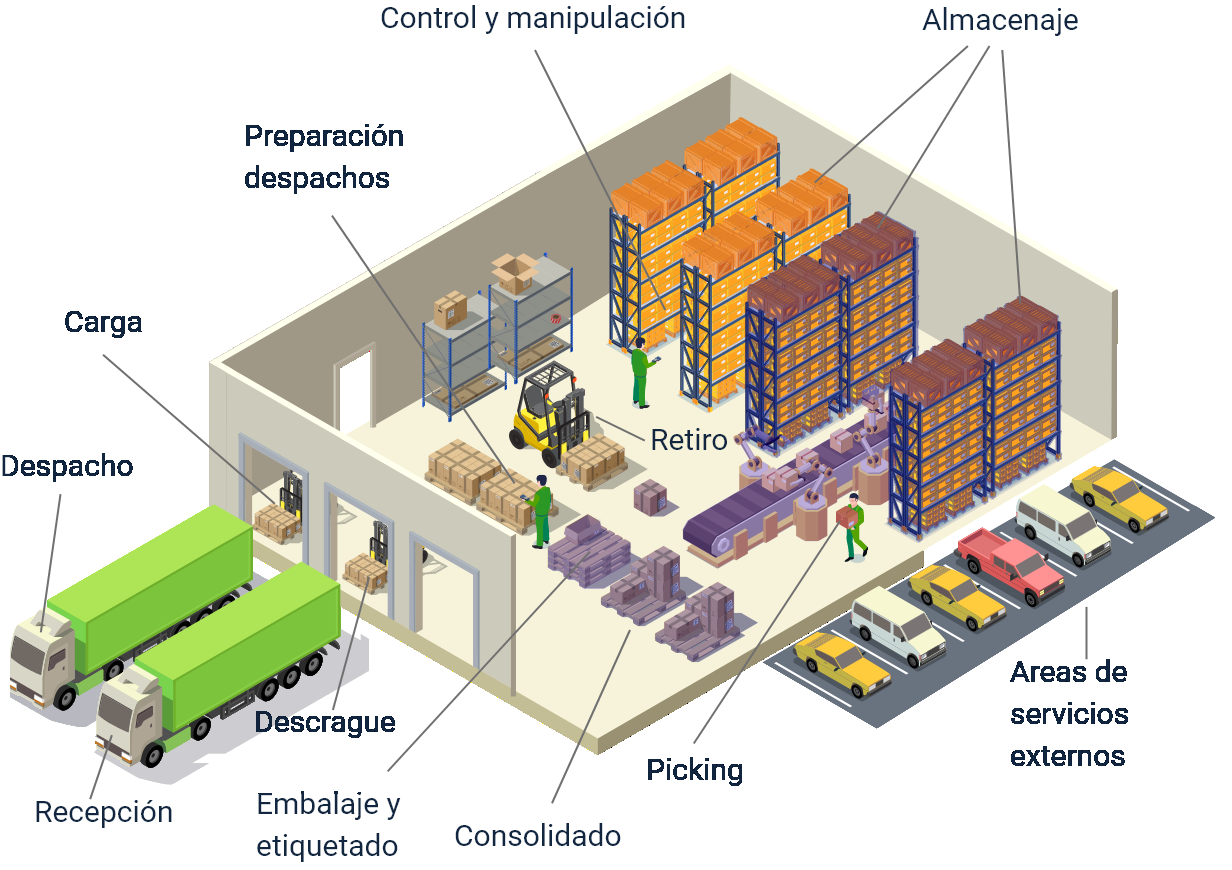 Control y manipulación
Almacenaje
Preparación
despachos
Carga
Retiro
Despacho
Areas de
servicios
externos
Descrague
Picking
Recepción
Embalaje y
etiquetado
Consolidado